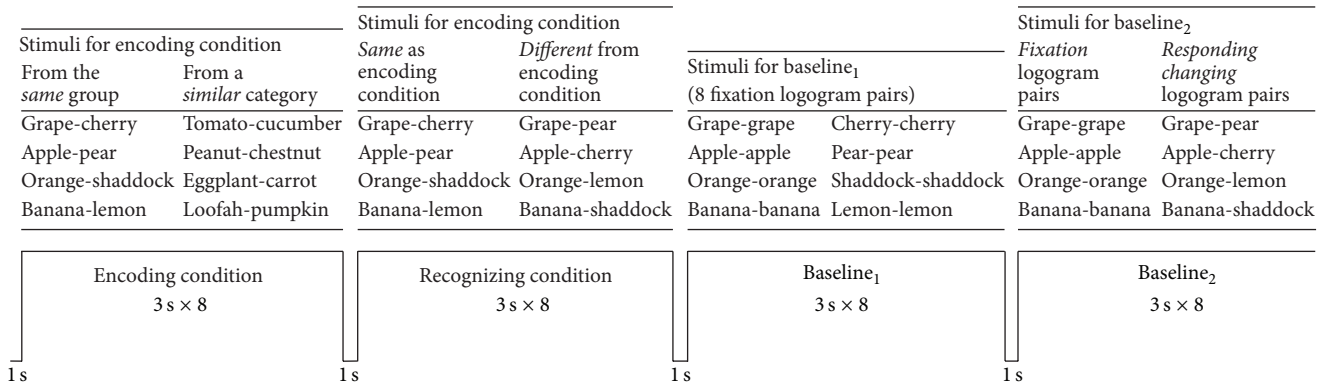 Stimuli for encoding condition
From the same group
From a similar category
Grape-cherry Tomato-cucumber
Apple-pear Peanut-chestnut
Orange-shaddock Eggplant-carrot
Banana-lemon Loofah-pumpkin
Stimuli for encoding condition
Same as encoding condition
Different from encoding condition
Grape-cherry Grape-pear
Apple-pear Apple-cherry
Orange-shaddock Orange-lemon
Banana-lemon Banana-shaddock
Stimuli for baseline1
(8 fixation logogram pairs)
Grape-grape Cherry-cherry
Apple-apple Pear-pear
Orange-orange Shaddock-shaddock
Banana-banana Lemon-lemon
Stimuli for baseline2
Fixation logogram pairs
Responding changing logogram pairs
Grape-grape Grape-pear
Apple-apple Apple-cherry
Orange-orange Orange-lemon
Banana-banana Banana-shaddock
Encoding condition
3 s × 8
Recognizing condition
3 s × 8
Baseline1
3 s × 8
Baseline2
3 s × 8
1 s 1 s 1 s 1 s 1 s